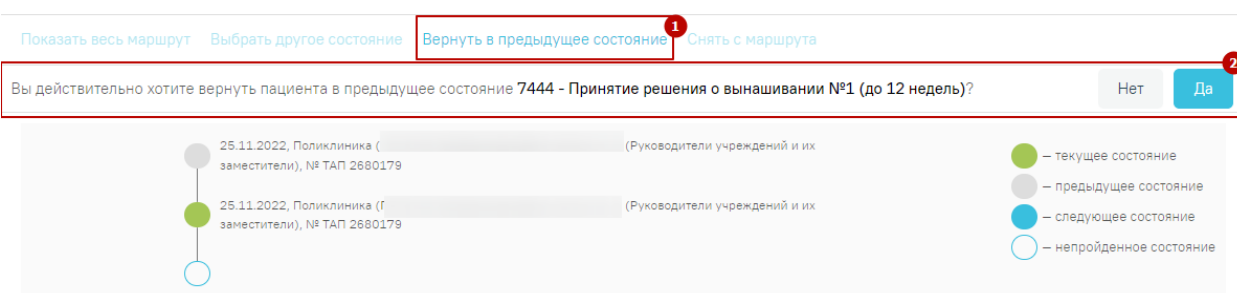 1
Показать весь маршрут Выбрать другое состояние Вернуть в предыдущее состояние Снять с маршрута
2
Вы действительно хотите вернуть пациента в предыдущее состояние 7444 - Принятие решения о вынашивании №1 (до 12 недель)? Нет Да
25.11.2022, Поликлиника ( (Руководители учреждений и их
заместители), № ТАП 2680179
— текущее состояние
— предыдущее состояние
25.11.2022, Поликлиника (Г (Руководители учреждений и их
заместители), № ТАП 2680179
— следующее состояние
— непройденное состояние